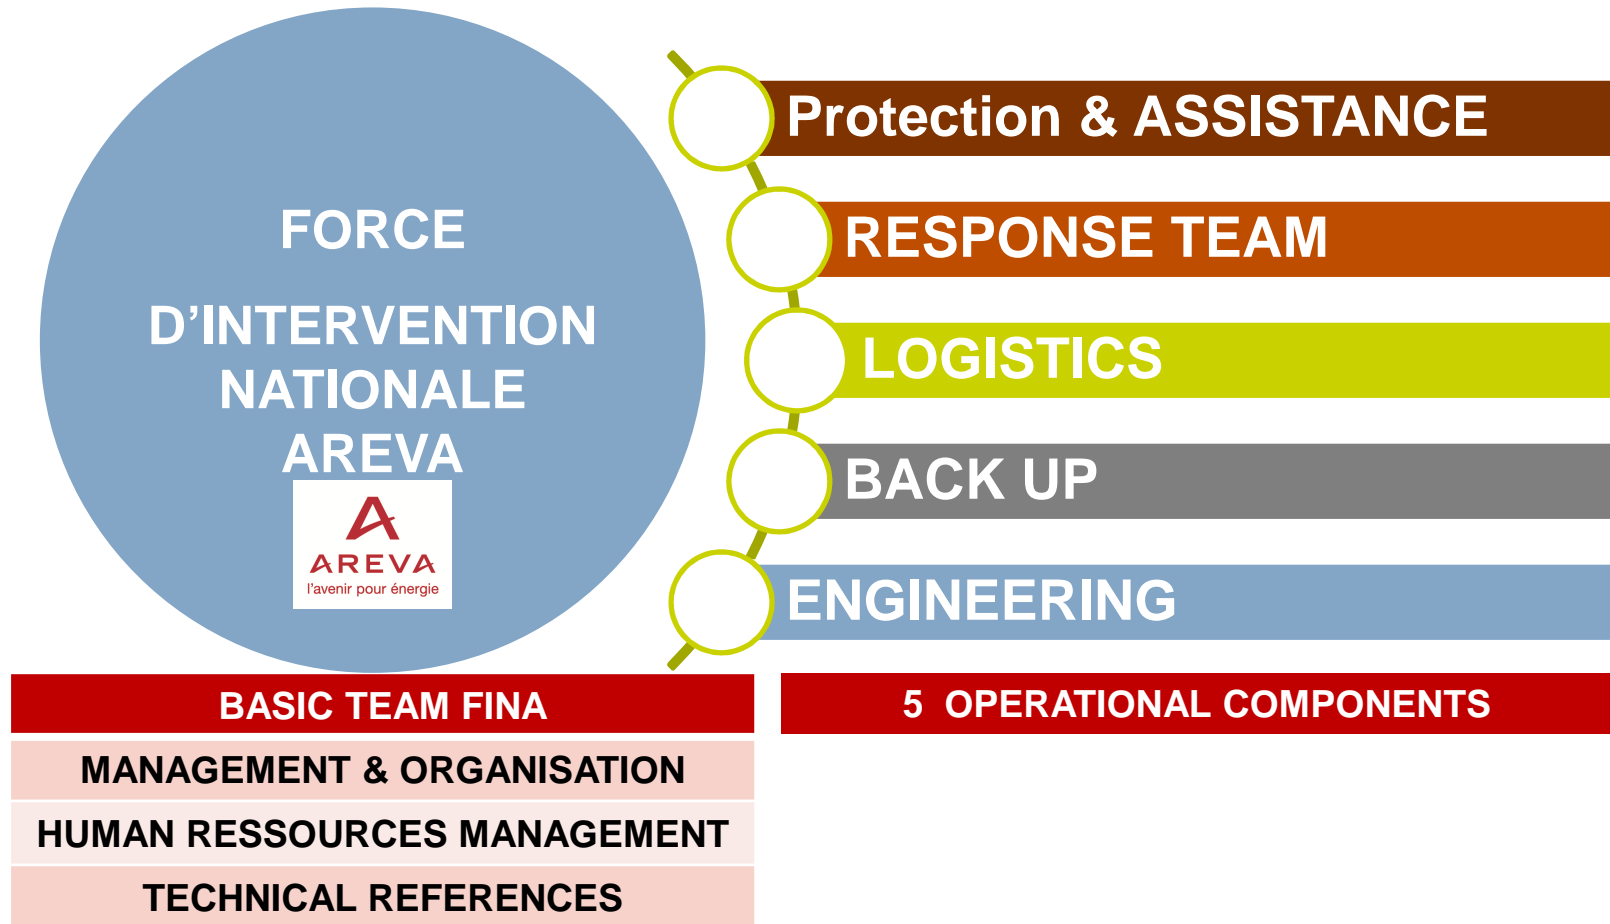 FORCE
D’INTERVENTION
NATIONALE
AREVA
AREVA
l'avenir pour énergie
Protection & ASSISTANCE
RESPONSE TEAM
LOGISTICS
BACK UP
ENGINEERING
BASIC TEAM FINA
MANAGEMENT & ORGANISATION
HUMAN RESSOURCES MANAGEMENT
TECHNICAL REFERENCES
5 OPERATIONAL COMPONENTS